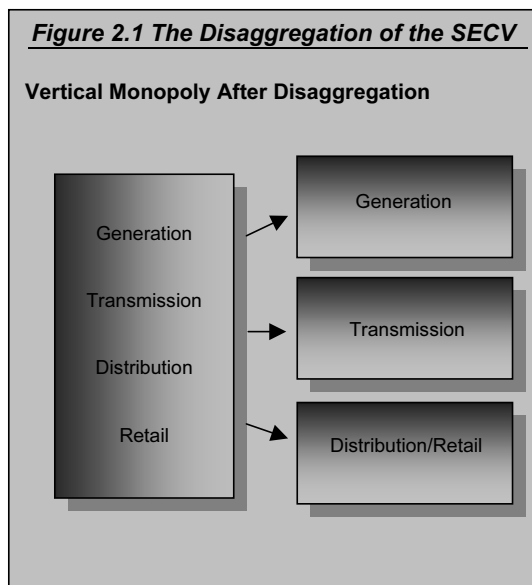 Figure 2.1 The Disaggregation of the SECV
Vertical Monopoly After Disaggregation
Generation
Transmission
Distribution
Retail
Generation
Transmission
Distribution/Retail